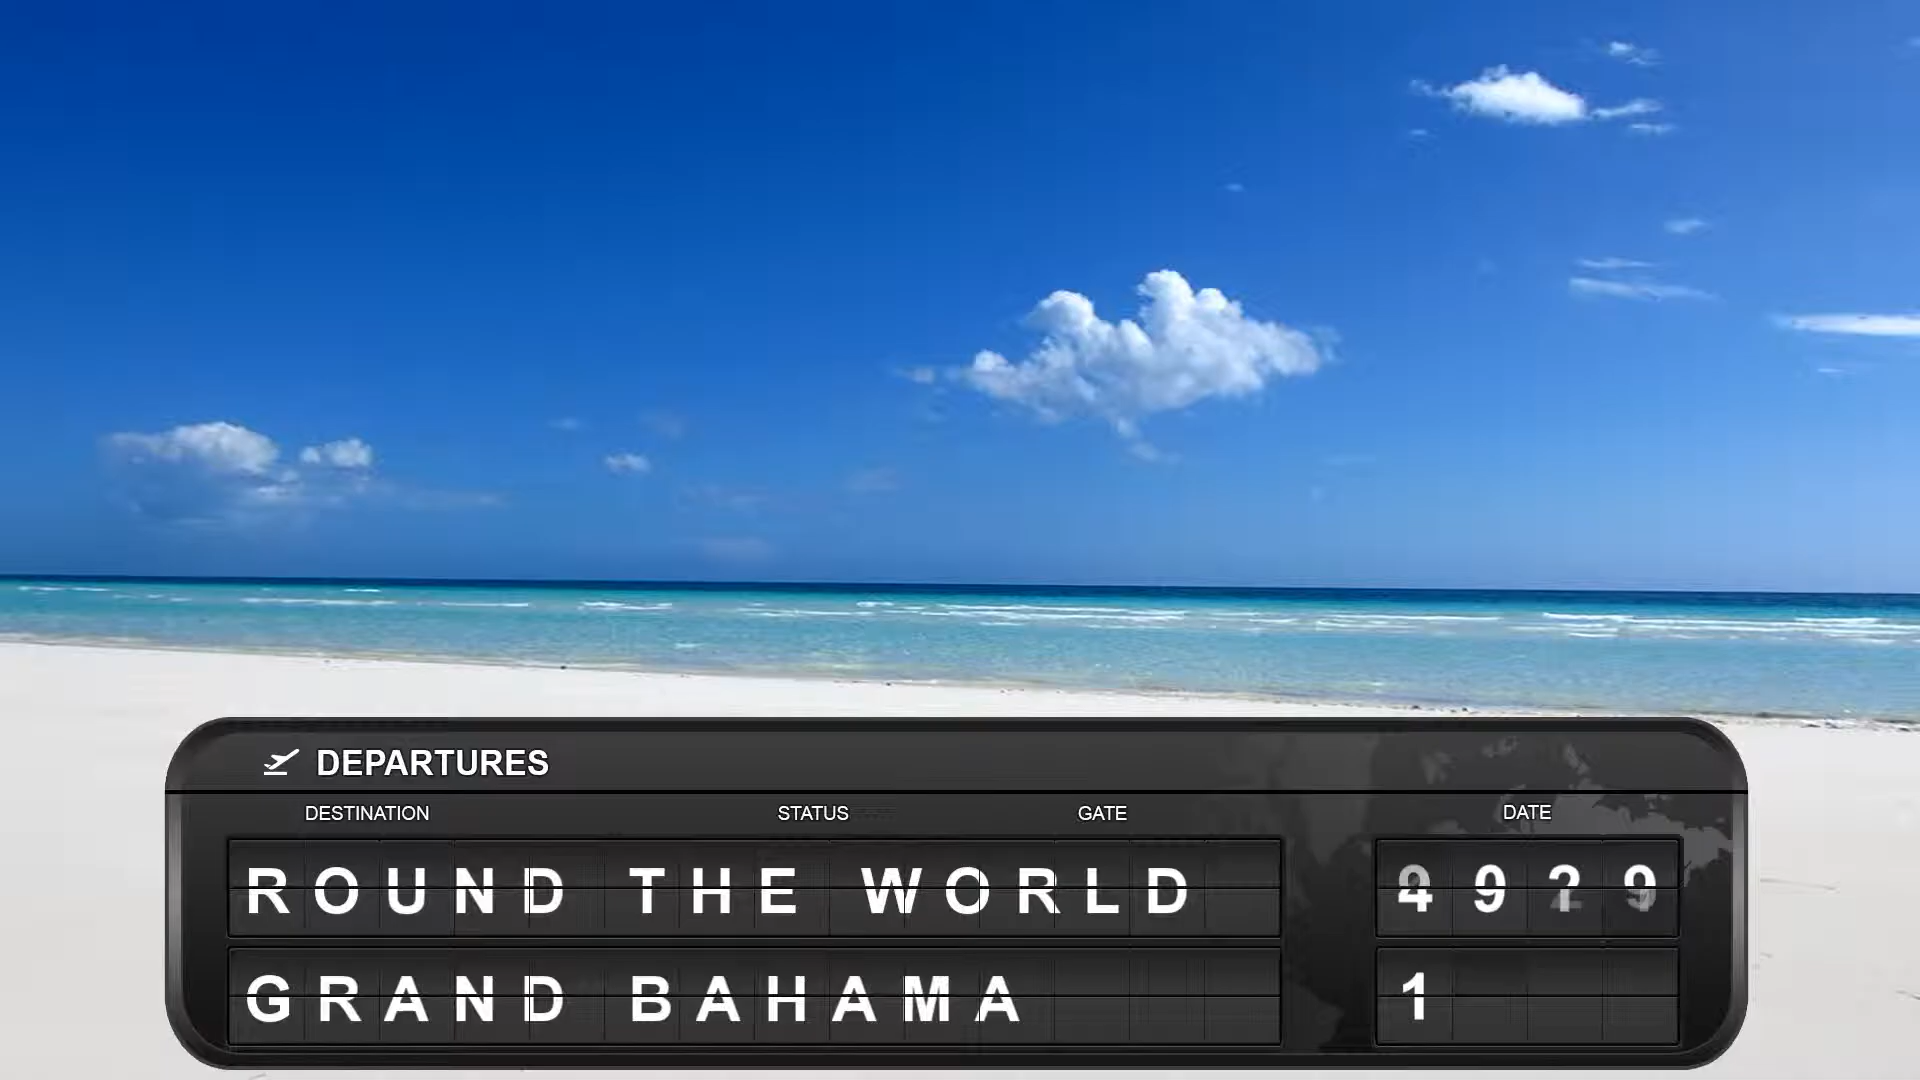 DEPARTURES
DESTINATION STATUS GATE DATE
ROUND THE WORLD
GRAND BAHAMA 1